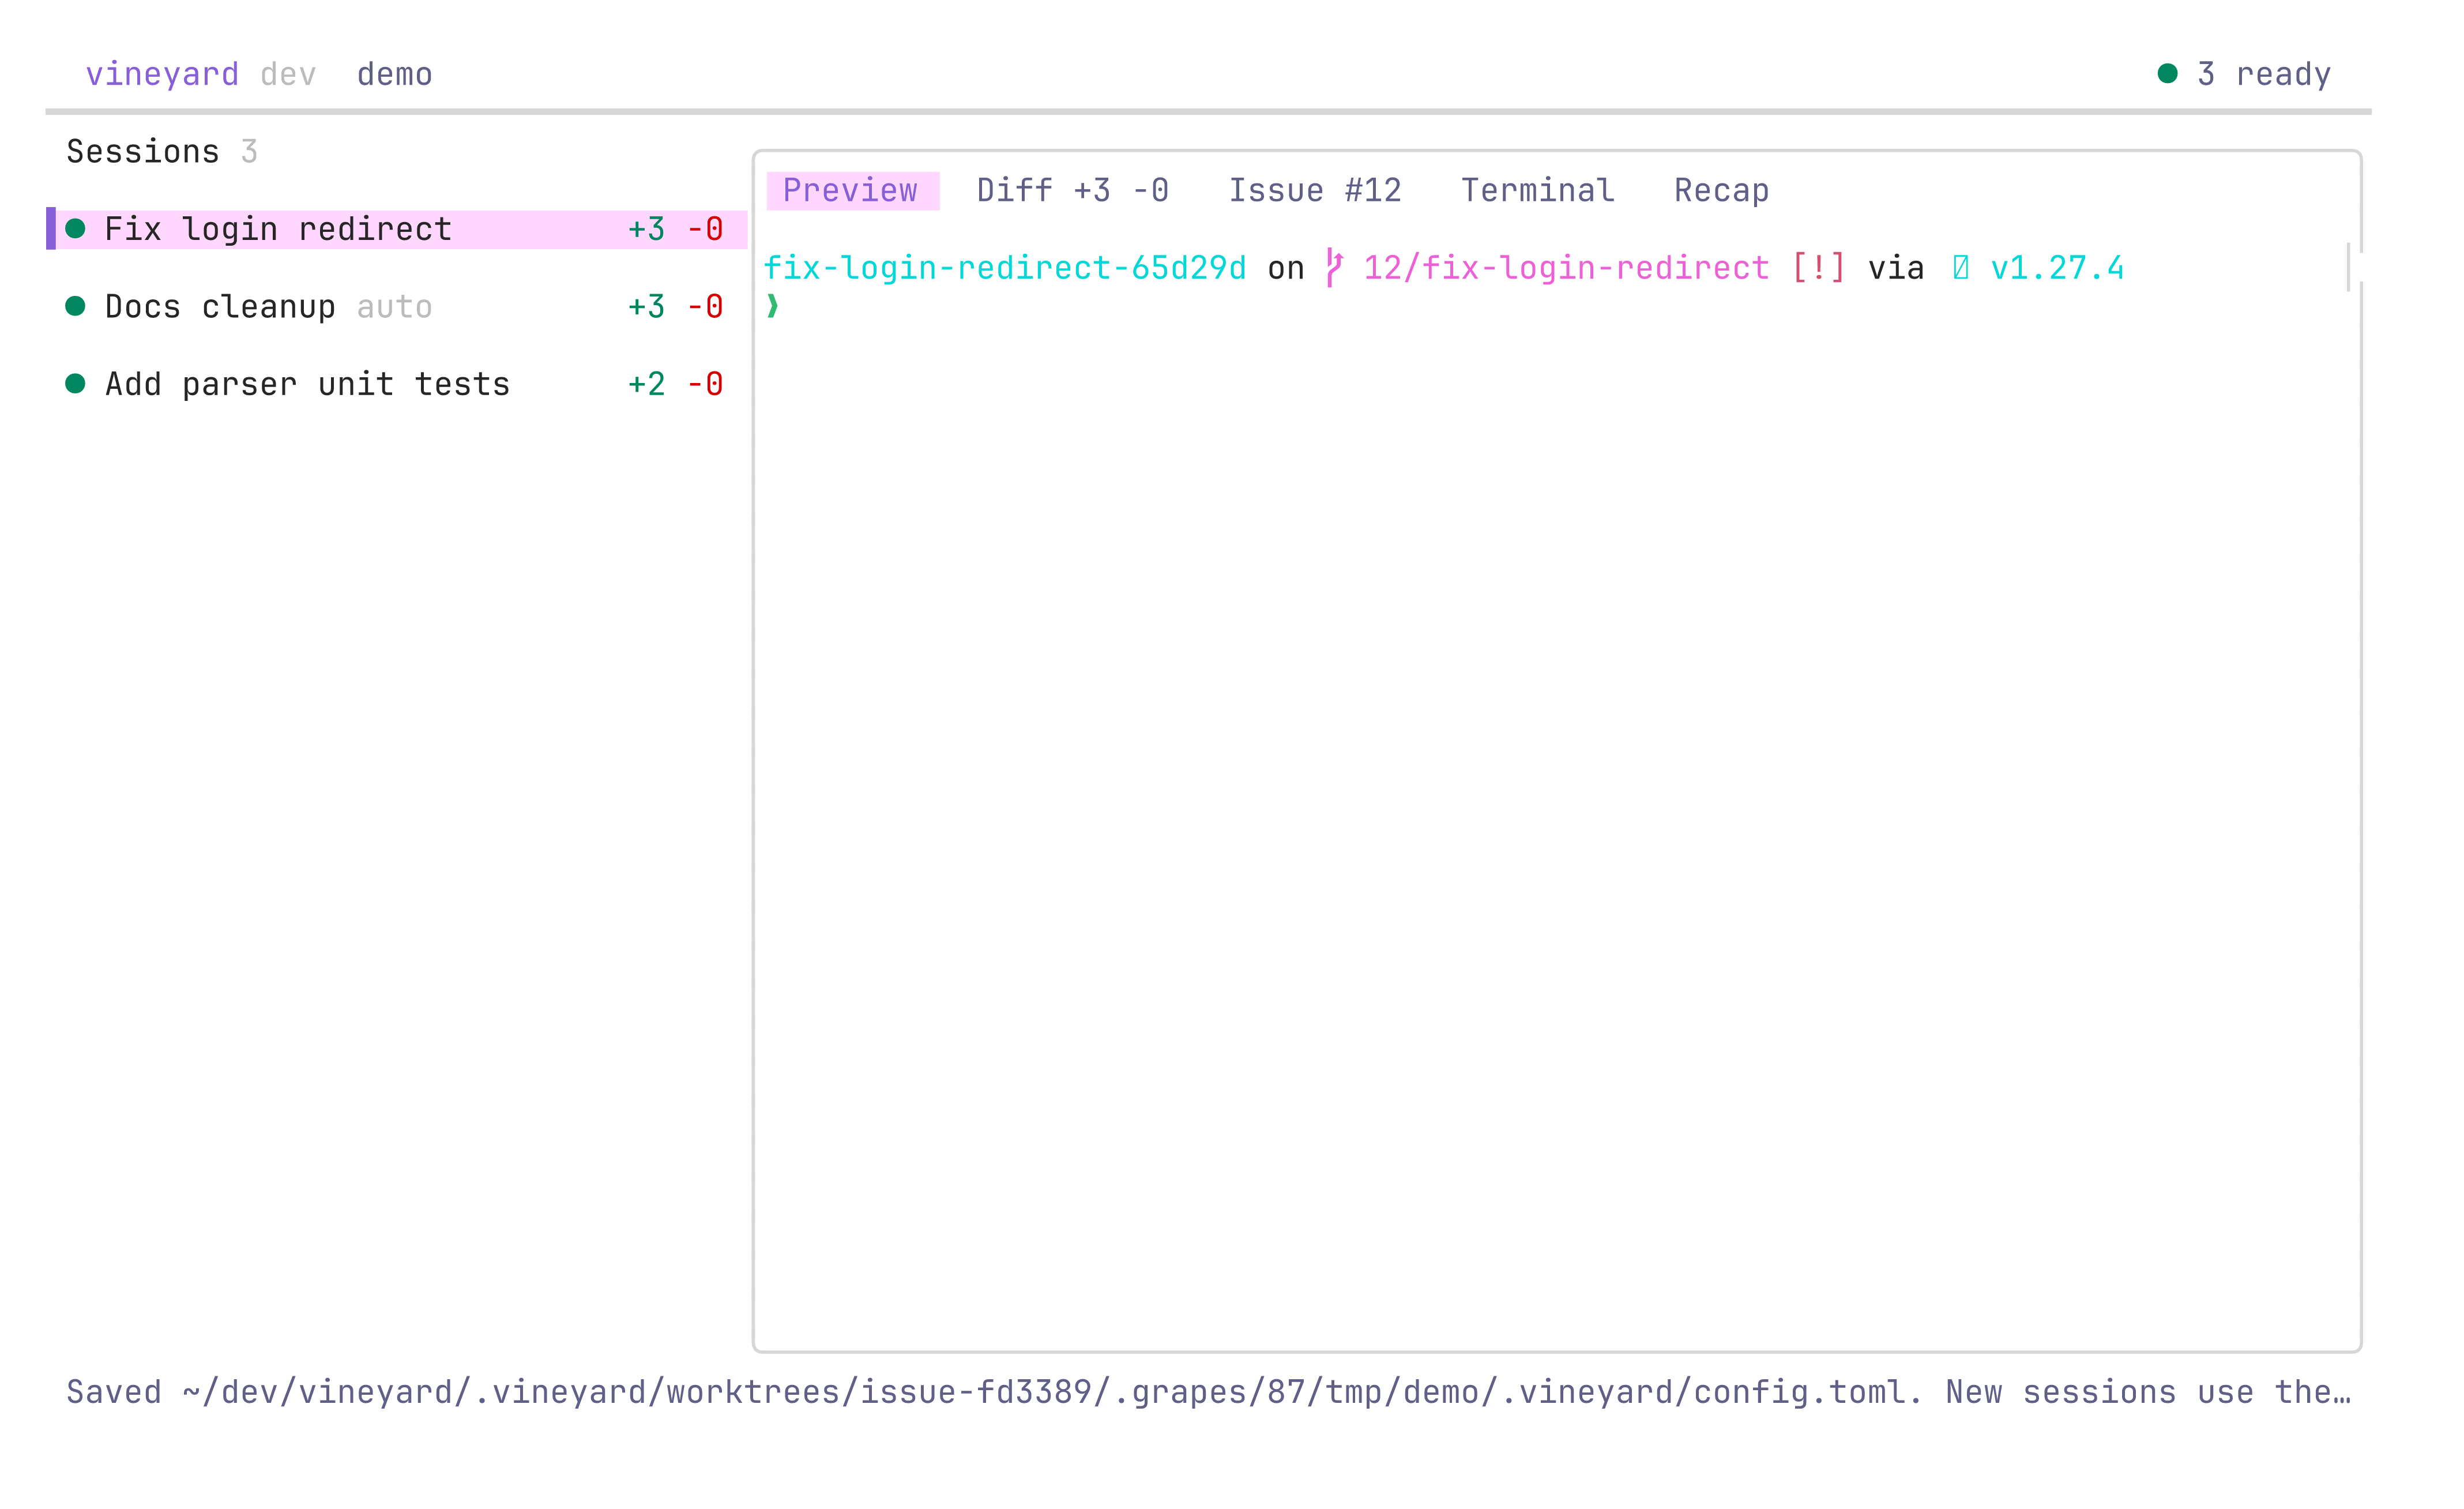 vineyard dev demo
● 3 ready
Sessions 3
● Fix login redirect +3 -0
● Docs cleanup auto +3 -0
● Add parser unit tests +2 -0
Preview Diff +3 -0 Issue #12 Terminal Recap
fix-login-redirect-65d29d on 12/fix-login-redirect [!] via v1.27.4
❯
Saved ~/dev/vineyard/.vineyard/worktrees/issue-fd3389/.grapes/87/tmp/demo/.vineyard/config.toml. New sessions use the…